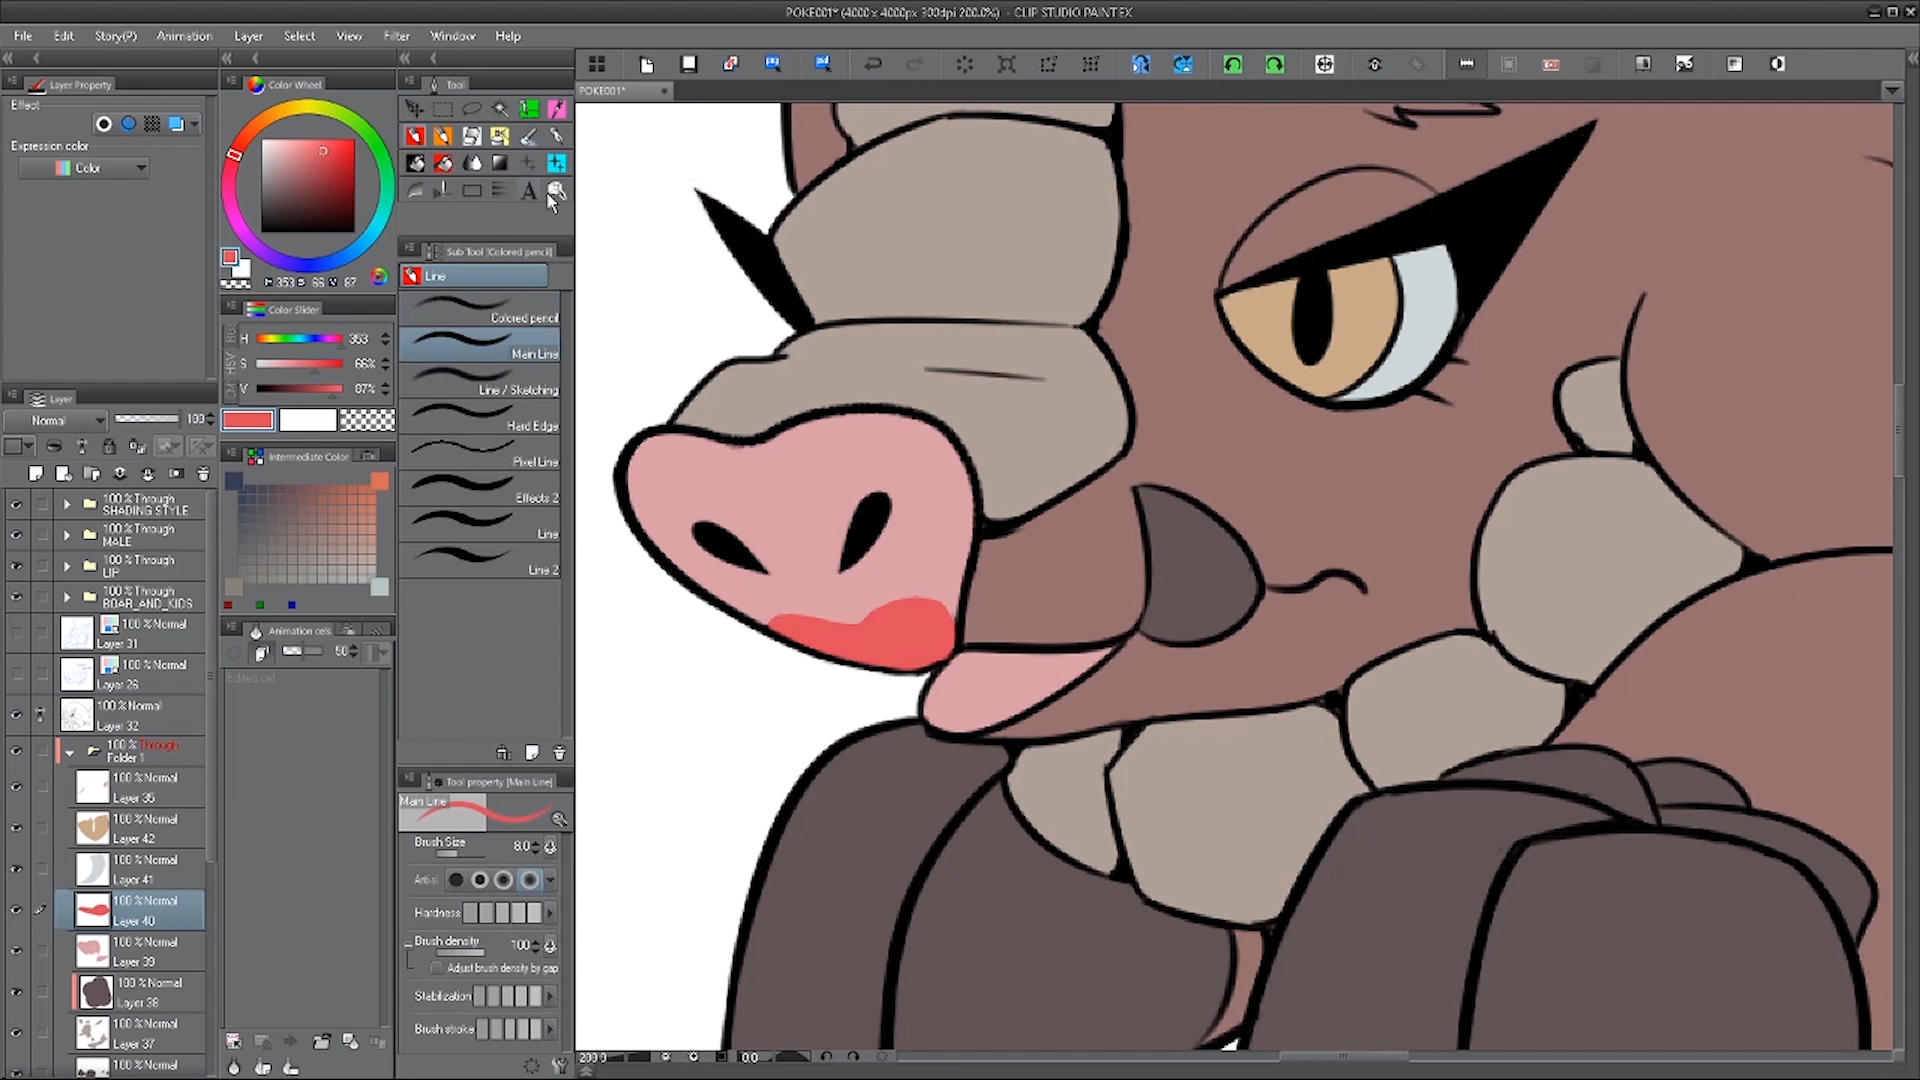 POKE001* (4000 x 4000px 300dpi 200.0%) - CLIP STUDIO PAINT EX
File Edit Story(P) Animation Layer Select View Filter Window Help
Layer Property
Effect
Expression color
Color
Color Wheel
353 S 66 V 87
Color Slider
H 353
S 66%
V 87%
Intermediate Color
Animation cels
50
Edited cel
Tool
Sub Tool [Colored pencil]
Line
Colored pencil
Main Line
Line / Sketching
Hard Edge
Pixel Line
Effects 2
Line
Line 2
Tool property [Main Line]
Main Line
Brush Size 8.0
Hardness
Brush density 100
Adjust brush density by gap
Stabilization
Brush stroke
POKE001*
Layer
Normal 100
100 % Through
SHADING STYLE
100 % Through
MALE
100 % Through
LIP
100 % Through
BOAR_AND_KIDS
100 % Normal
Layer 31
100 % Normal
Layer 26
100 % Normal
Layer 32
100 % Through
Folder 1
100 % Normal
Layer 35
100 % Normal
Layer 42
100 % Normal
Layer 41
100 % Normal
Layer 40
100 % Normal
Layer 39
100 % Normal
Layer 38
100 % Normal
Layer 37
100 % Normal
200.0
0.0